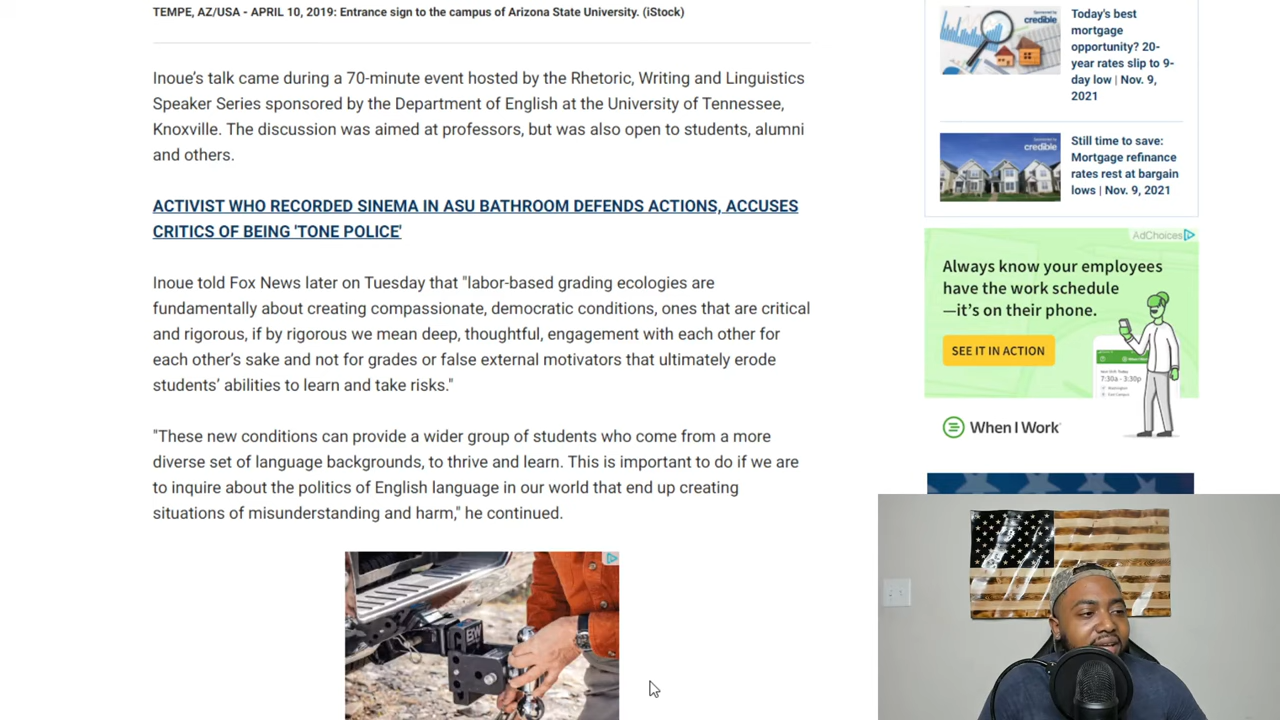 TEMPE, AZ/USA - APRIL 10, 2019: Entrance sign to the campus of Arizona State University. (iStock)
Inoue's talk came during a 70-minute event hosted by the Rhetoric, Writing and Linguistics
Speaker Series sponsored by the Department of English at the University of Tennessee,
Knoxville. The discussion was aimed at professors, but was also open to students, alumni
and others.
ACTIVIST WHO RECORDED SINEMA IN ASU BATHROOM DEFENDS ACTIONS, ACCUSES
CRITICS OF BEING 'TONE POLICE'
Inoue told Fox News later on Tuesday that "labor-based grading ecologies are
fundamentally about creating compassionate, democratic conditions, ones that are critical
and rigorous, if by rigorous we mean deep, thoughtful, engagement with each other for
each other's sake and not for grades or false external motivators that ultimately erode
students' abilities to learn and take risks."
"These new conditions can provide a wider group of students who come from a more
diverse set of language backgrounds, to thrive and learn. This is important to do if we are
to inquire about the politics of English language in our world that end up creating
situations of misunderstanding and harm," he continued.
Sponsored by
credible
Today's best
mortgage
opportunity? 20-
year rates slip to 9-
day low | Nov. 9,
2021
Sponsored by
credible
Still time to save:
Mortgage refinance
rates rest at bargain
lows | Nov. 9, 2021
AdChoices
Always know your employees
have the work schedule
—it's on their phone.
SEE IT IN ACTION
When I Work
7:30a - 3:30p
When I Work